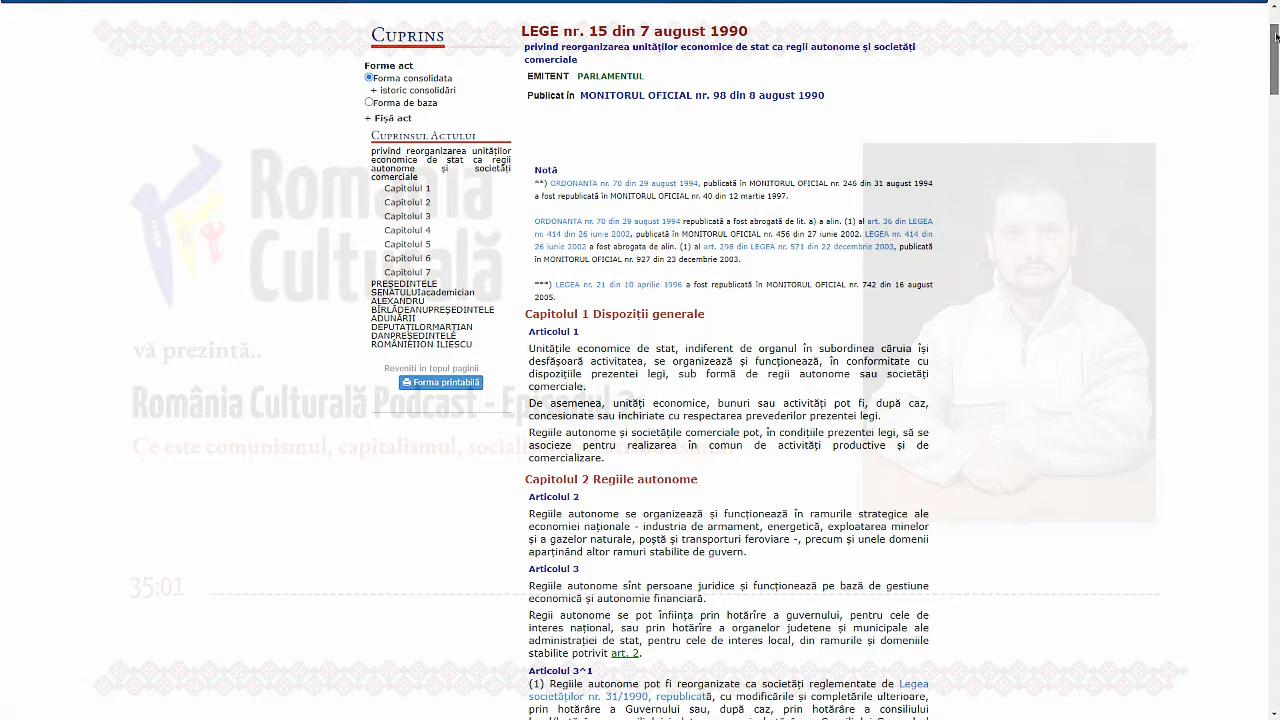 CUPRINS
Forme act
Forma consolidata
+ istoric consolidări
Forma de baza
+ Fișă act
CUPRINSUL ACTULUI
privind reorganizarea unităților
economice de stat ca regii
autonome și societăți
comerciale
Capitolul 1
Capitolul 2
Capitolul 3
Capitolul 4
Capitolul 5
Capitolul 6
Capitolul 7
PREȘEDINTELE
SENATULUIacademician
ALEXANDRU
BÎRLĂDEANUPREȘEDINTELE
ADUNĂRII
DEPUTAȚILORMARȚIAN
DANPREȘEDINTELE
ROMÂNIEIION ILIESCU
Reveniti in topul paginii
Forma printabilă
LEGE nr. 15 din 7 august 1990
privind reorganizarea unităților economice de stat ca regii autonome și societăți
comerciale
EMITENT PARLAMENTUL
Publicat în MONITORUL OFICIAL nr. 98 din 8 august 1990
Notă
**) ORDONANTA nr. 70 din 29 august 1994, publicată în MONITORUL OFICIAL nr. 246 din 31 august 1994
a fost republicată în MONITORUL OFICIAL nr. 40 din 12 martie 1997.
ORDONANTA nr. 70 din 29 august 1994 republicată a fost abrogată de lit. a) a alin. (1) al art. 36 din LEGEA
nr. 414 din 26 iunie 2002, publicată în MONITORUL OFICIAL nr. 456 din 27 iunie 2002. LEGEA nr. 414 din
26 iunie 2002 a fost abrogata de alin. (1) al art. 298 din LEGEA nr. 571 din 22 decembrie 2003, publicată
în MONITORUL OFICIAL nr. 927 din 23 decembrie 2003.
***) LEGEA nr. 21 din 10 aprilie 1996 a fost republicată în MONITORUL OFICIAL nr. 742 din 16 august
2005.
Capitolul 1 Dispoziții generale
Articolul 1
Unitățile economice de stat, indiferent de organul în subordinea căruia își
desfășoară activitatea, se organizează și funcționează, în conformitate cu
dispozițiile prezentei legi, sub formă de regii autonome sau societăți
comerciale.
De asemenea, unități economice, bunuri sau activități pot fi, după caz,
concesionate sau închiriate cu respectarea prevederilor prezentei legi.
Regiile autonome și societățile comerciale pot, în condițiile prezentei legi, să se
asocieze pentru realizarea în comun de activități productive și de
comercializare.
Capitolul 2 Regiile autonome
Articolul 2
Regiile autonome se organizează și funcționează în ramurile strategice ale
economiei naționale - industria de armament, energetică, exploatarea minelor
și a gazelor naturale, poștă și transporturi feroviare -, precum și unele domenii
aparținând altor ramuri stabilite de guvern.
Articolul 3
Regiile autonome sînt persoane juridice și funcționează pe bază de gestiune
economică și autonomie financiară.
Regii autonome se pot înființa prin hotărîre a guvernului, pentru cele de
interes național, sau prin hotărîre a organelor judetene și municipale ale
administrației de stat, pentru cele de interes local, din ramurile și domeniile
stabilite potrivit art. 2.
Articolul 3^1
(1) Regiile autonome pot fi reorganizate ca societăți reglementate de Legea
societăților nr. 31/1990, republicată, cu modificările și completările ulterioare,
prin hotărâre a Guvernului sau, după caz, prin hotărâre a consiliului
România
Culturală
vă prezintă..
România Culturală Podcast - Episodul
Ce este comunismul, capitalismul,
35:01